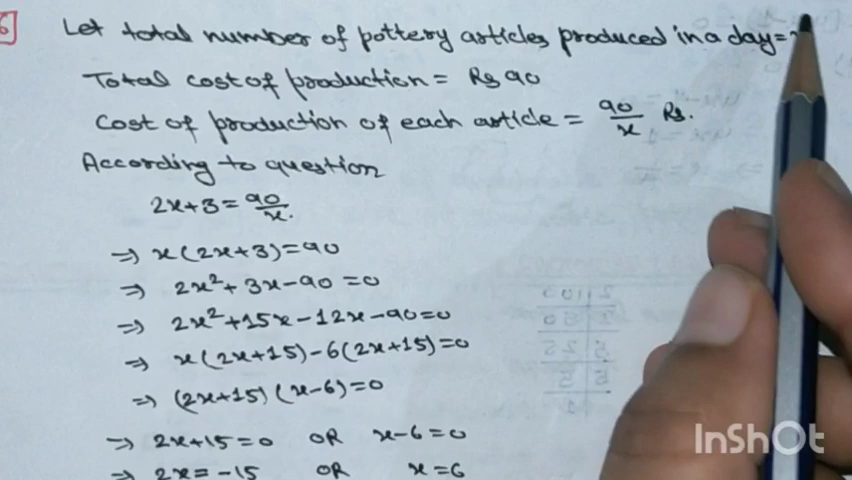 6
Let total number of pottery articles produced in a day =
Total cost of production = Rs 90
Cost of production of each article = 90/x Rs.
According to question
2x+3 = 90/x.
⇒ x(2x+3)=90
⇒ 2x²+3x-90=0
⇒ 2x²+15x-12x-90=0
⇒ x(2x+15)-6(2x+15)=0
⇒ (2x+15)(x-6)=0
⇒ 2x+15=0 OR x-6=0
⇒ 2x=-15 OR x=6
InShOt